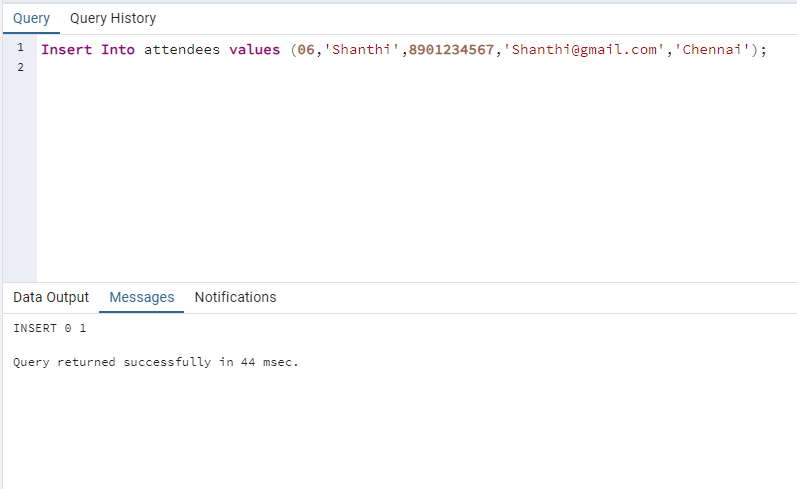 Query Query History
1 Insert Into attendees values (06,'Shanthi',8901234567,'Shanthi@gmail.com','Chennai');
2
Data Output Messages Notifications
INSERT 0 1
Query returned successfully in 44 msec.